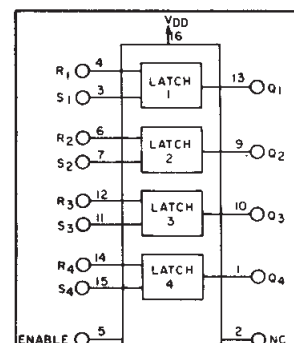 VDD
16
R1 4
S1 3
LATCH
1
13 Q1
R2 6
S2 7
LATCH
2
9 Q2
R3 12
S3 11
LATCH
3
10 Q3
R4 14
S4 15
LATCH
4
1 Q4
ENABLE 5
2 NC